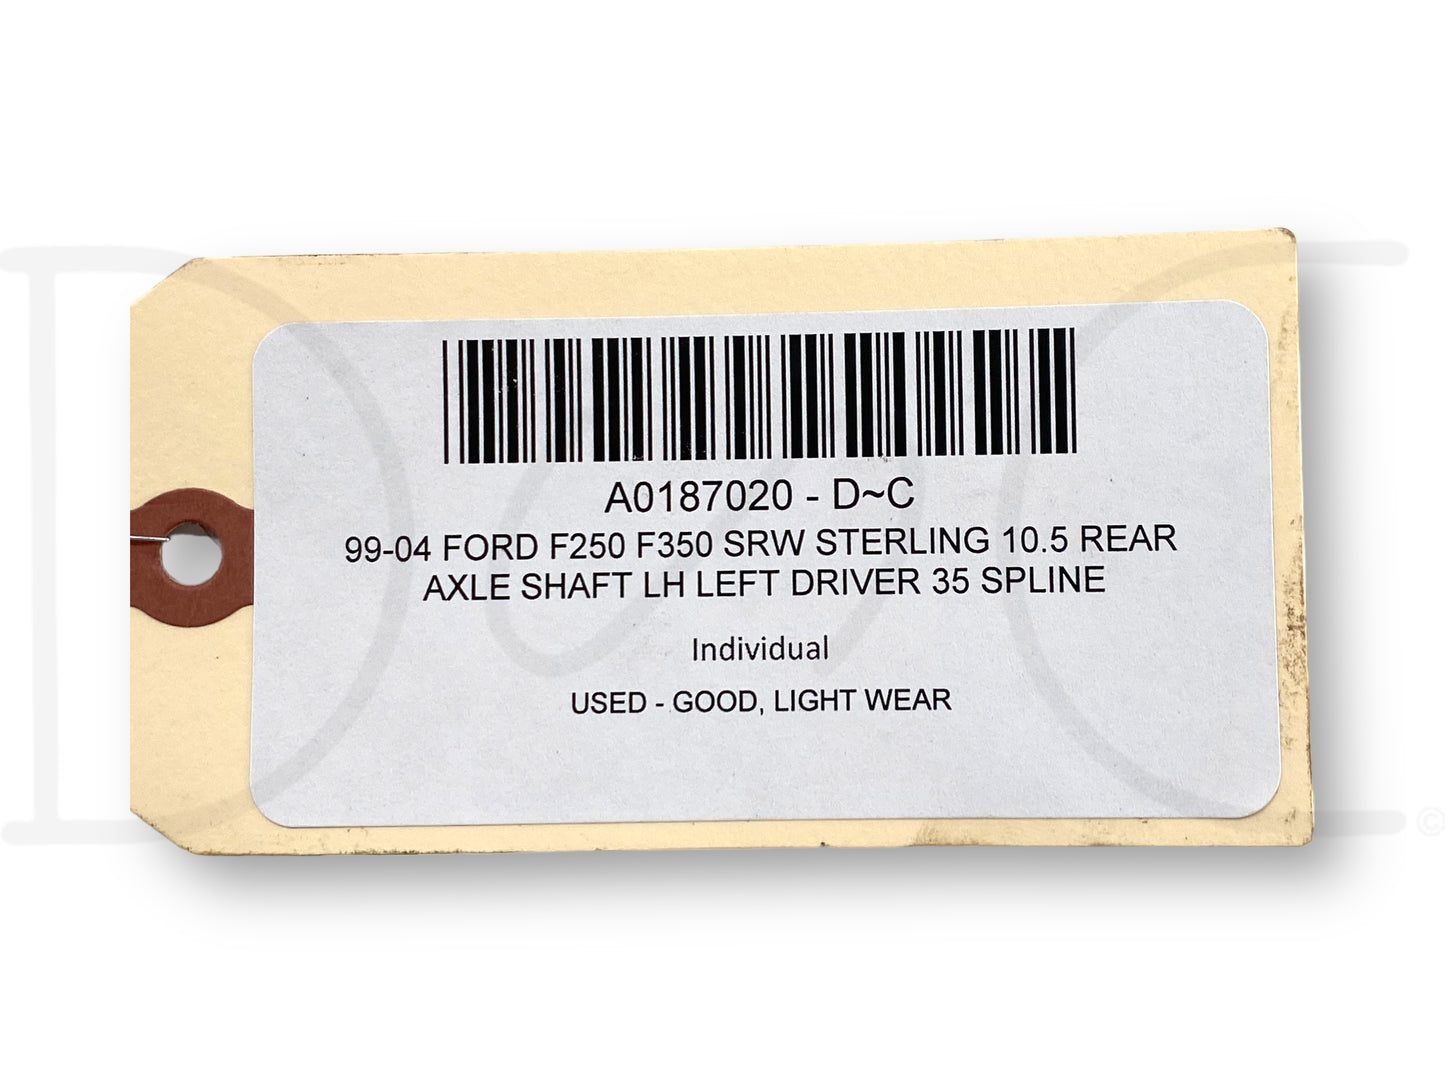 A0187020 - D~C
99-04 FORD F250 F350 SRW STERLING 10.5 REAR
AXLE SHAFT LH LEFT DRIVER 35 SPLINE
Individual
USED - GOOD, LIGHT WEAR
©